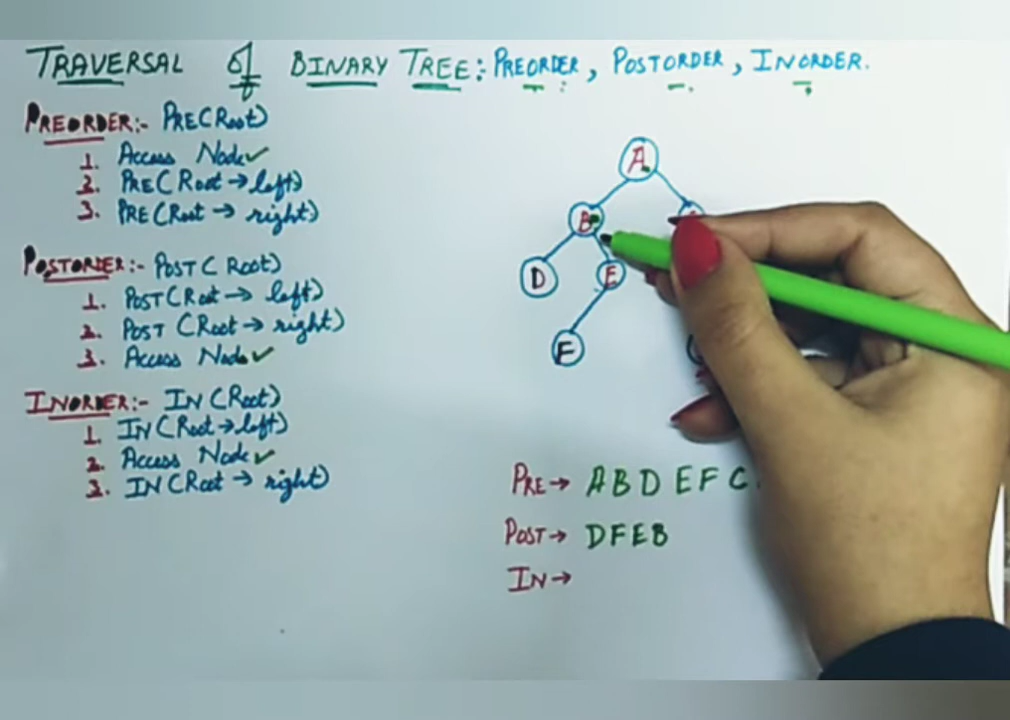 TRAVERSAL of BINARY TREE: PREORDER, POSTORDER, INORDER.
PREORDER:- PRE(Root)
1. Access Node ✓
2. PRE(Root → left)
3. PRE(Root → right)
POSTORDER:- POST( Root)
1. POST(Root → left)
2. POST (Root → right)
3. Access Node ✓
INORDER:- IN (Root)
1. IN(Root → left)
2. Access Node ✓
3. IN(Root → right)
A
B
D E
F
PRE → A B D E F C
POST → D F E B
IN →